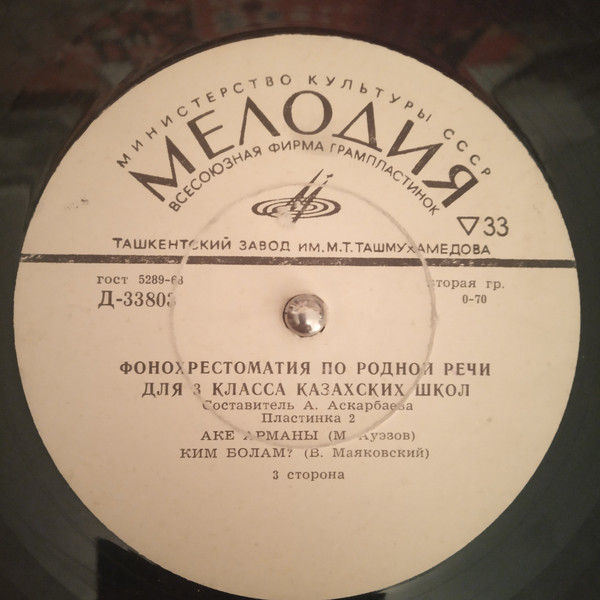 МИНИСТЕРСТВО КУЛЬТУРЫ СССР
МЕЛОДИЯ
ВСЕСОЮЗНАЯ ФИРМА ГРАМПЛАСТИНОК
33
ТАШКЕНТСКИЙ ЗАВОД ИМ. М.Т. ТАШМУХАМЕДОВА
гост 5289-68 вторая гр.
Д-33803 0-70
ФОНОХРЕСТОМАТИЯ ПО РОДНОЙ РЕЧИ
ДЛЯ 3 КЛАССА КАЗАХСКИХ ШКОЛ
Составитель А. Аскарбаева
Пластинка 2
АКЕ АРМАНЫ (М. Ауэзов)
КИМ БОЛАМ? (В. Маяковский)
3 сторона